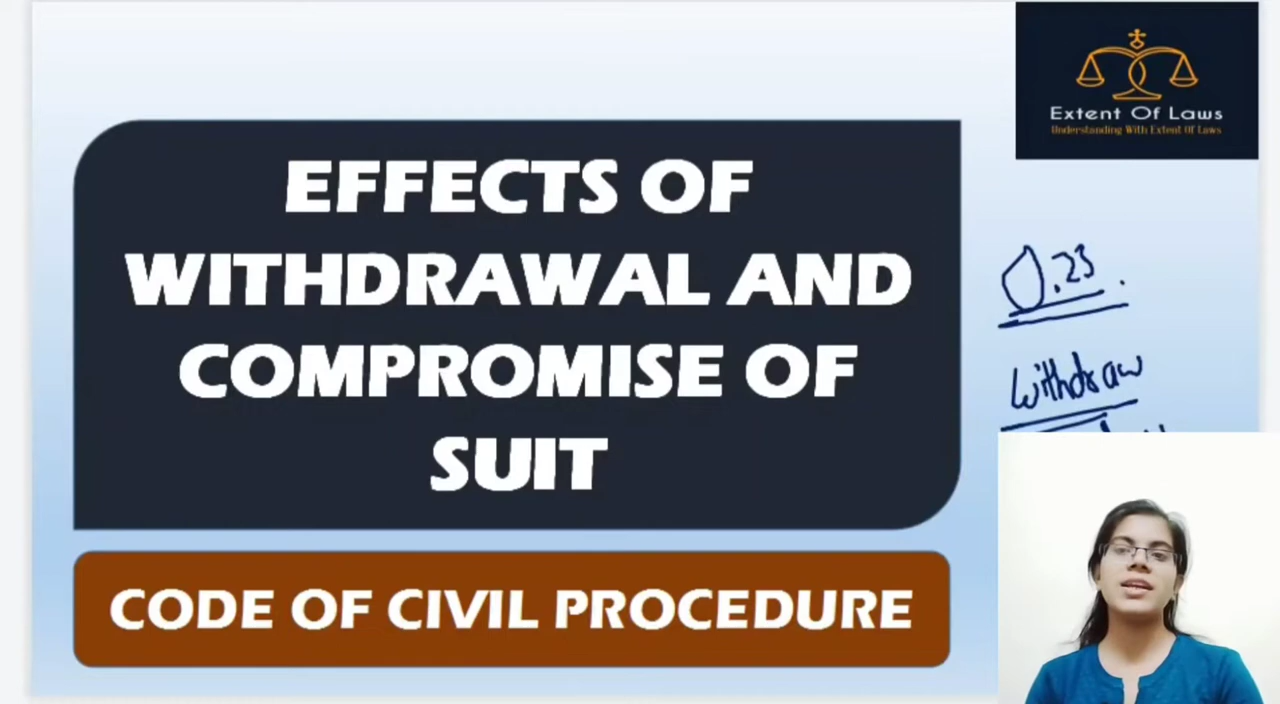 Extent Of Laws
Understanding With Extent Of Laws
EFFECTS OF
WITHDRAWAL AND
COMPROMISE OF
SUIT
O.23.
Withdraw
CODE OF CIVIL PROCEDURE